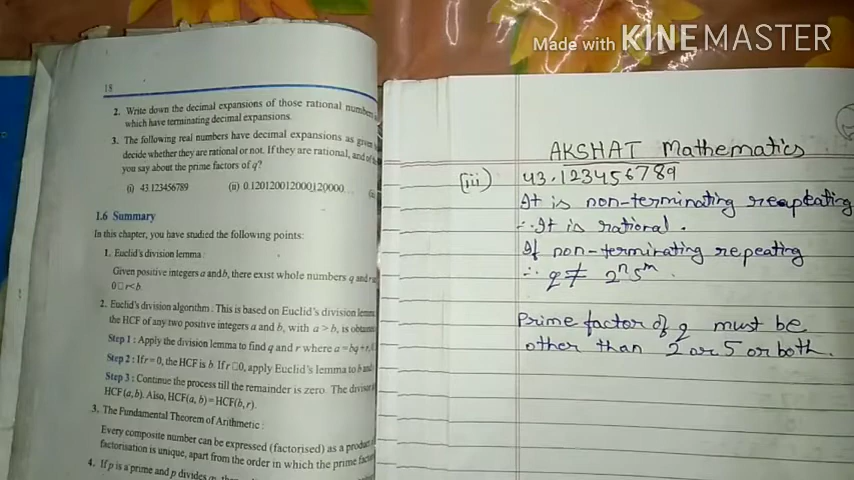 Made with KINEMASTER
18
2. Write down the decimal expansions of those rational numbers
which have terminating decimal expansions.
3. The following real numbers have decimal expansions as given
decide whether they are rational or not. If they are rational, and of
you say about the prime factors of q?
(i) 43.123456789 (ii) 0.120120012000120000...
1.6 Summary
In this chapter, you have studied the following points:
1. Euclid's division lemma :
Given positive integers a and b, there exist whole numbers q and r
0□r<b.
2. Euclid's division algorithm : This is based on Euclid's division lemma
the HCF of any two positive integers a and b, with a > b, is obtained
Step 1 : Apply the division lemma to find q and r where a = bq + r,
Step 2 : If r = 0, the HCF is b. If r□0, apply Euclid's lemma to b and
Step 3 : Continue the process till the remainder is zero. The divisor
HCF (a, b). Also, HCF(a, b) = HCF(b, r).
3. The Fundamental Theorem of Arithmetic :
Every composite number can be expressed (factorised) as a product
factorisation is unique, apart from the order in which the prime
4. If p is a prime and p divides
AKSHAT Mathematics
(iii) 43.123456789
It is non-terminating reapeating
∴ It is rational.
If non-terminating repeating
∴ q ≠ 2ⁿ5ᵐ.
Prime factor of q must be
other than 2 or 5 or both.